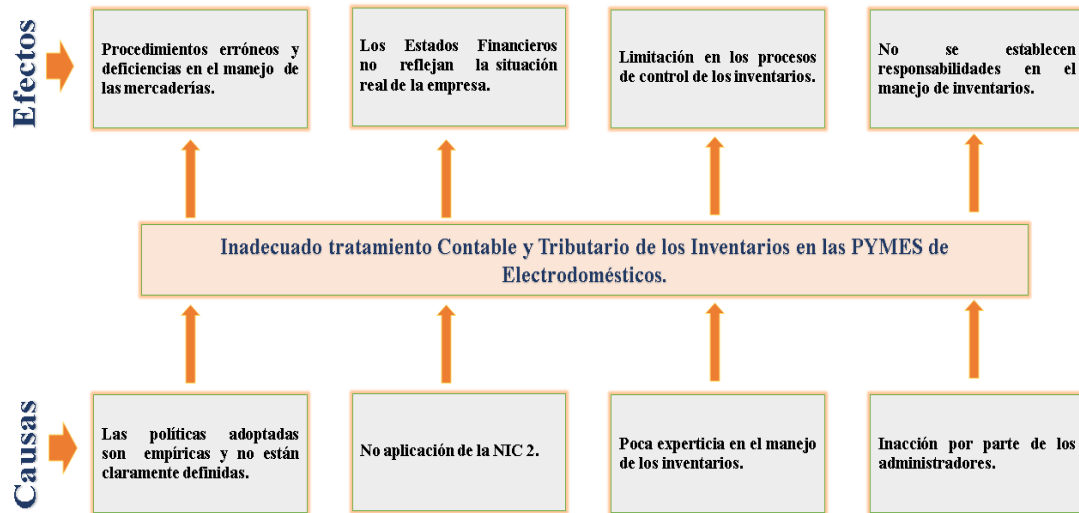 Efectos
Procedimientos erróneos y
deficiencias en el manejo de
las mercaderías.
Los Estados Financieros
no reflejan la situación
real de la empresa.
Limitación en los procesos
de control de los inventarios.
No se establecen
responsabilidades en el
manejo de inventarios.
Inadecuado tratamiento Contable y Tributario de los Inventarios en las PYMES de
Electrodomésticos.
Causas
Las políticas adoptadas
son empíricas y no están
claramente definidas.
No aplicación de la NIC 2.
Poca experticia en el manejo
de los inventarios.
Inacción por parte de los
administradores.